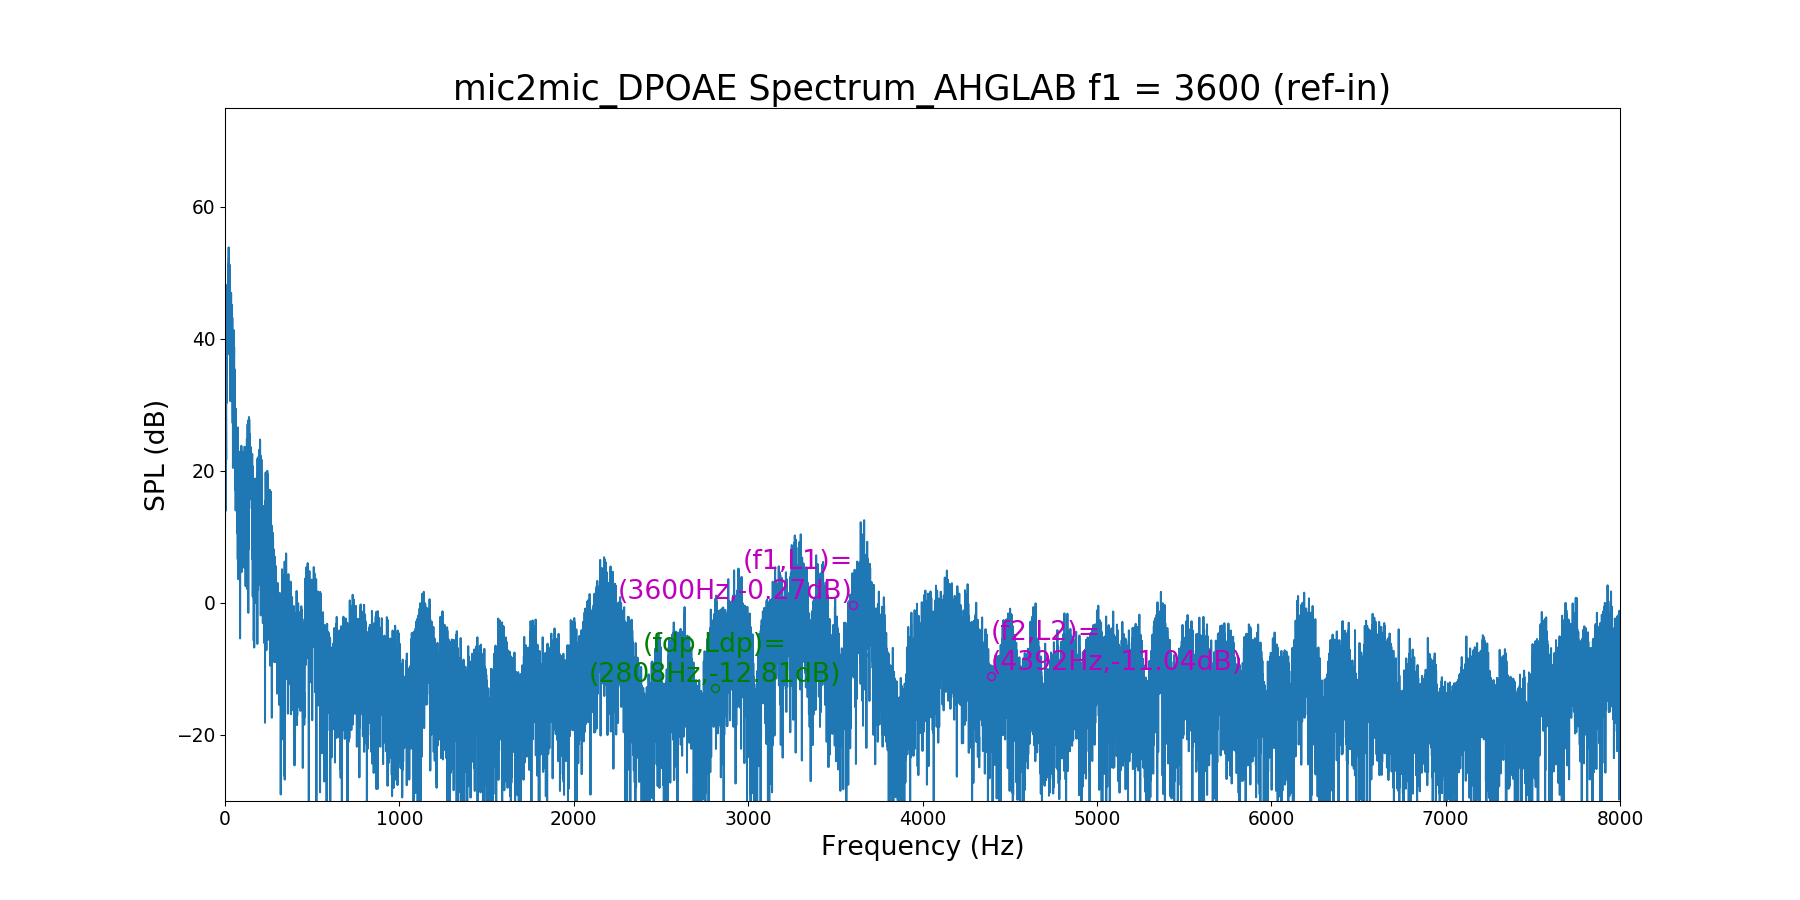 mic2mic_DPOAE Spectrum_AHGLAB f1 = 3600 (ref-in)
60
40
20
0
−20
SPL (dB)
(f1,L1)=
(3600Hz,-0.27dB)
(fdp,Ldp)=
(2808Hz,-12.81dB)
(f2,L2)=
(4392Hz,-11.04dB)
0 1000 2000 3000 4000 5000 6000 7000 8000
Frequency (Hz)